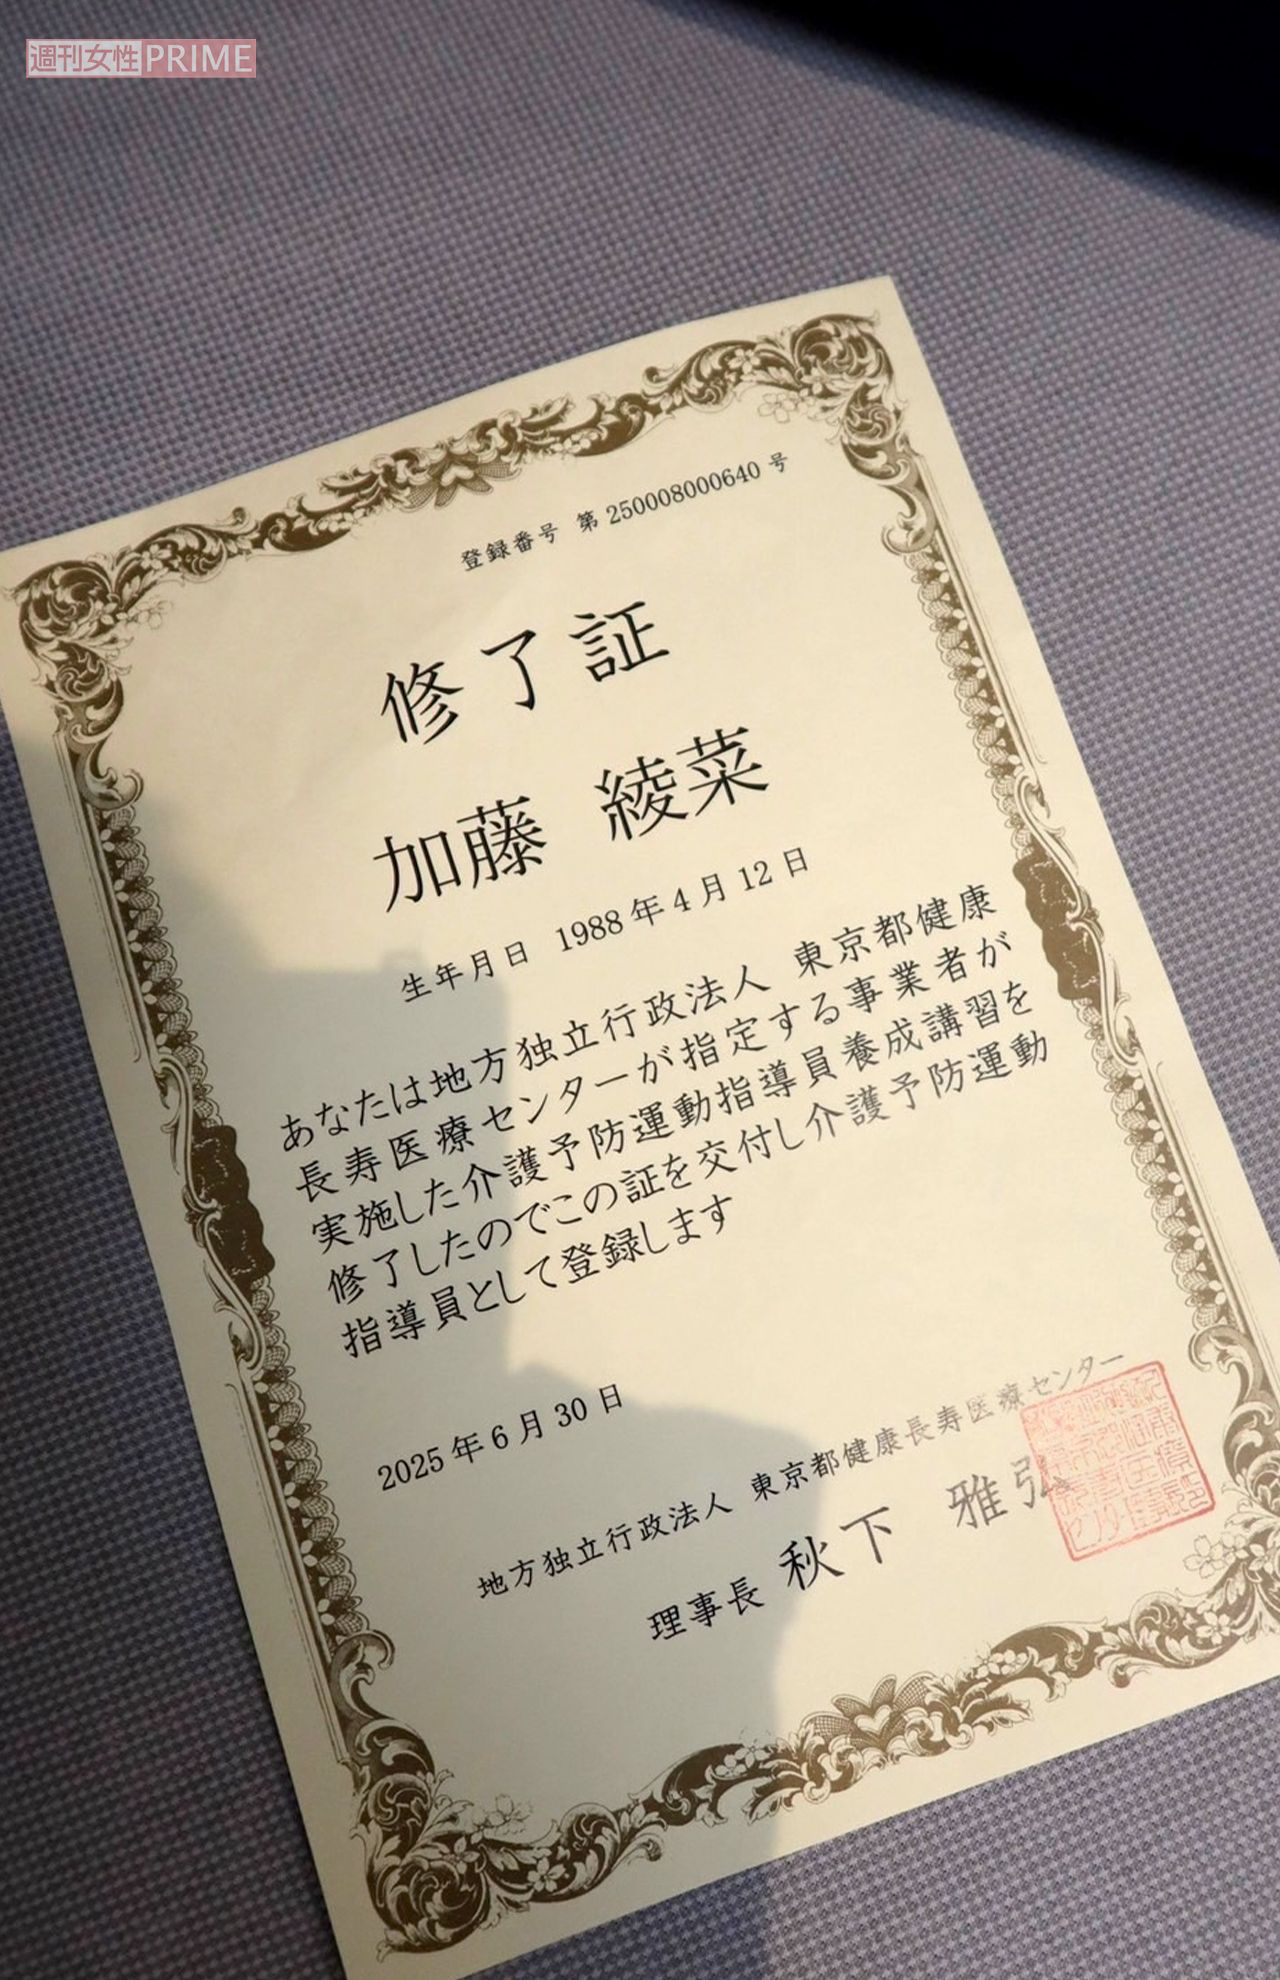 週刊女性PRIME
登録番号 第250008000640号
修了証
加藤 綾菜
生年月日 1988年4月12日
あなたは地方独立行政法人 東京都健康
長寿医療センターが指定する事業者が
実施した介護予防運動指導員養成講習を
修了したのでこの証を交付し介護予防運動
指導員として登録します
2025年6月30日
地方独立行政法人 東京都健康長寿医療センター
理事長 秋下 雅弘